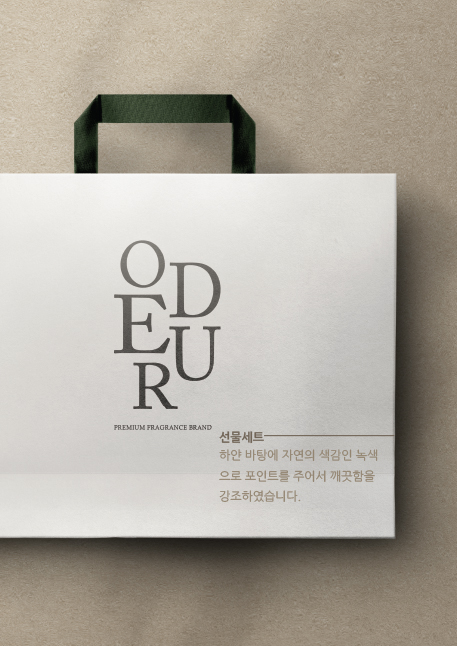 O
D
E
U
R
PREMIUM FRAGRANCE BRAND
선물세트
하얀 바탕에 자연의 색감인 녹색
으로 포인트를 주어서 깨끗함을
강조하였습니다.